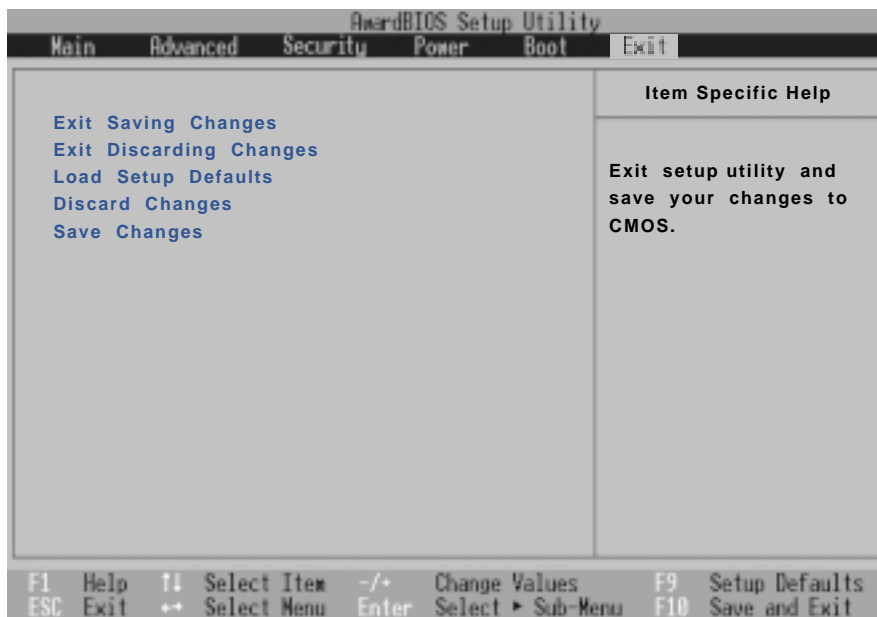 AwardBIOS Setup Utility
Main Advanced Security Power Boot Exit
Item Specific Help
Exit Saving Changes
Exit Discarding Changes
Load Setup Defaults
Discard Changes
Save Changes
Exit setup utility and
save your changes to
CMOS.
F1 Help ↑↓ Select Item -/+ Change Values F9 Setup Defaults
ESC Exit ←→ Select Menu Enter Select ► Sub-Menu F10 Save and Exit